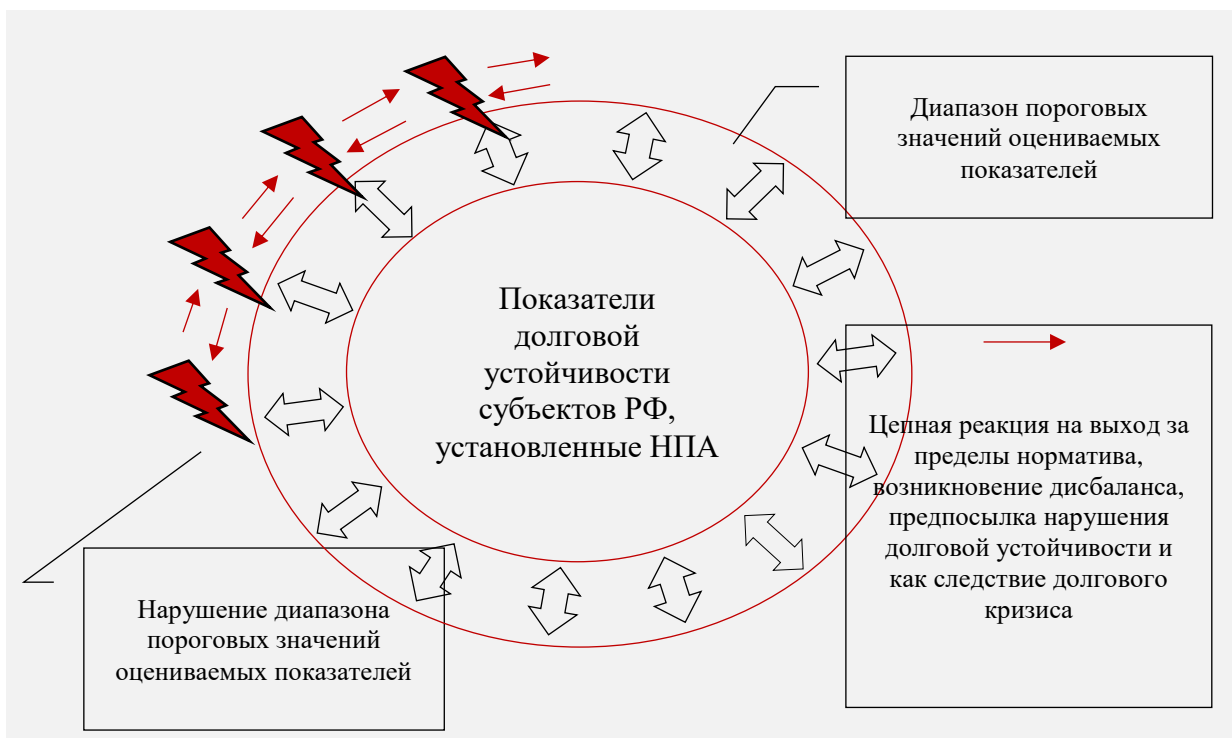 Диапазон пороговых
значений оцениваемых
показателей
Показатели
долговой
устойчивости
субъектов РФ,
установленные НПА
Цепная реакция на выход за
пределы норматива,
возникновение дисбаланса,
предпосылка нарушения
долговой устойчивости и
как следствие долгового
кризиса
Нарушение диапазона
пороговых значений
оцениваемых показателей